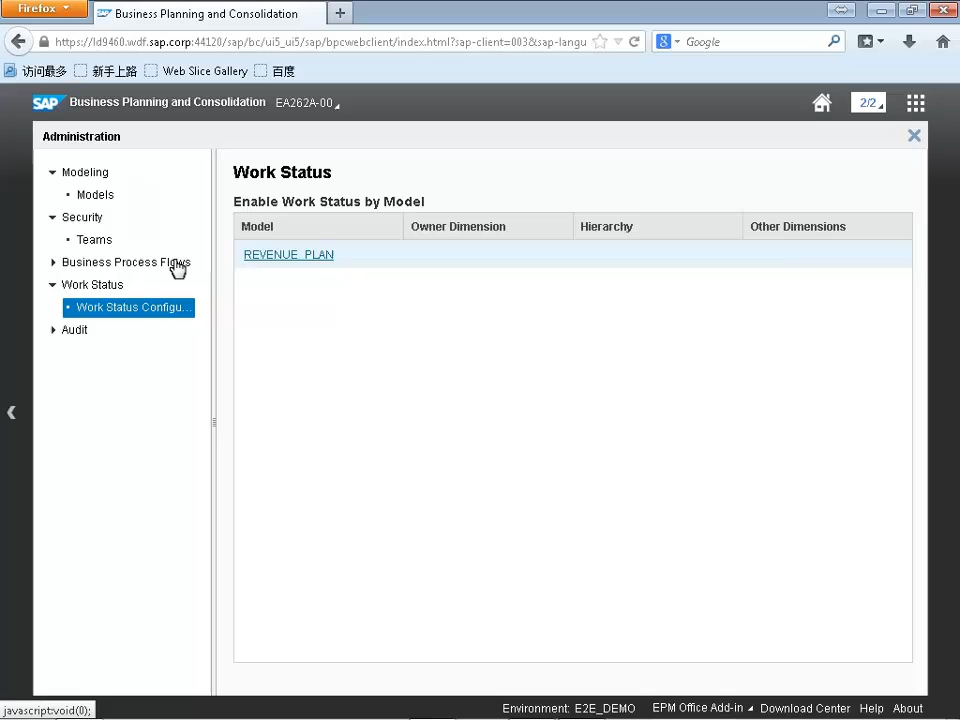 Firefox
Business Planning and Consolidation
https://ld9460.wdf.sap.corp:44120/sap/bc/ui5_ui5/sap/bpcwebclient/index.html?sap-client=003&sap-langu
Google
访问最多 新手上路 Web Slice Gallery 百度
SAP Business Planning and Consolidation EA262A-00
2/2
Administration
Modeling
Models
Security
Teams
Business Process Flows
Work Status
Work Status Configu...
Audit
Work Status
Enable Work Status by Model
Model Owner Dimension Hierarchy Other Dimensions
REVENUE_PLAN
javascript:void(0);
Environment: E2E_DEMO EPM Office Add-in Download Center Help About